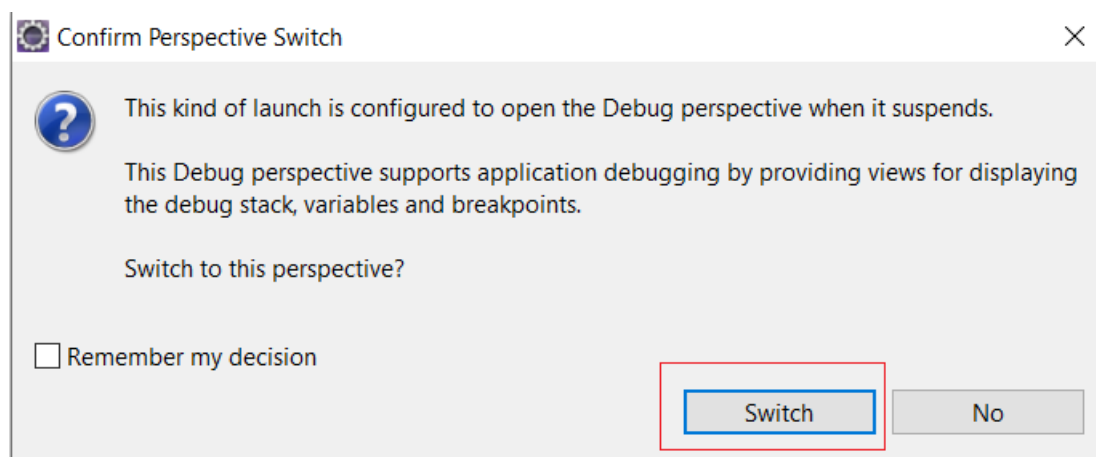 Confirm Perspective Switch
This kind of launch is configured to open the Debug perspective when it suspends.
This Debug perspective supports application debugging by providing views for displaying
the debug stack, variables and breakpoints.
Switch to this perspective?
Remember my decision
Switch
No